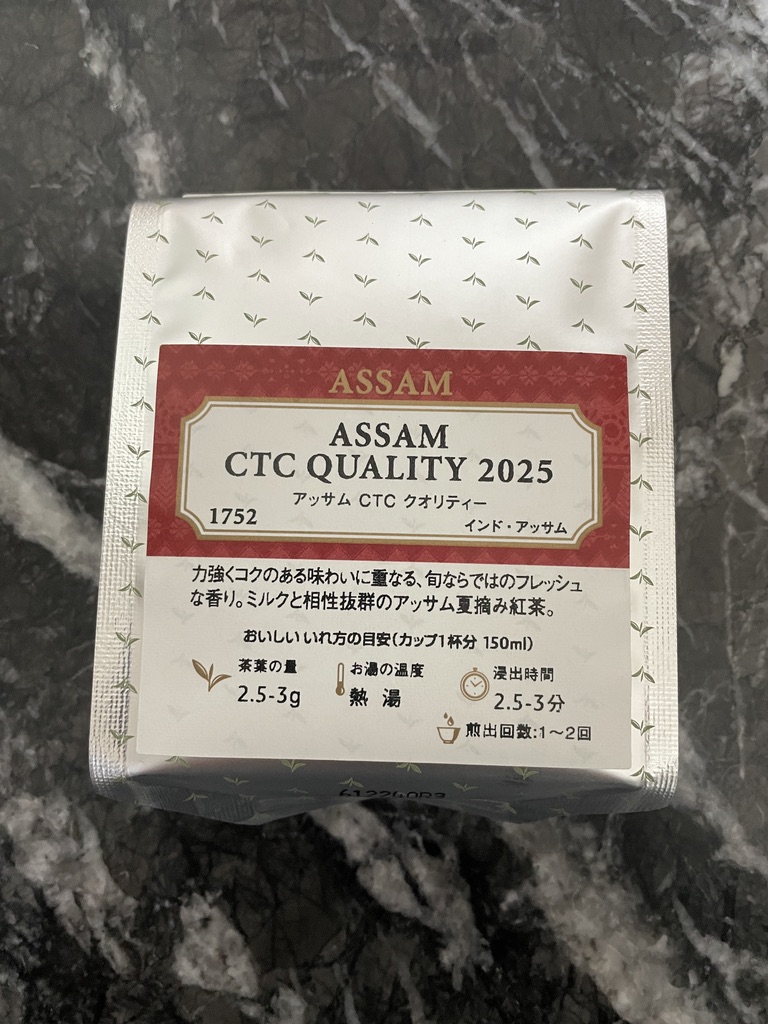 ASSAM
ASSAM
CTC QUALITY 2025
アッサム CTC クオリティー
1752
インド・アッサム
力強くコクのある味わいに重なる、旬ならではのフレッシュ
な香り。ミルクと相性抜群のアッサム夏摘み紅茶。
おいしいいれ方の目安(カップ1杯分 150ml)
茶葉の量
2.5-3g
お湯の温度
熱 湯
浸出時間
2.5-3分
煎出回数:1〜2回